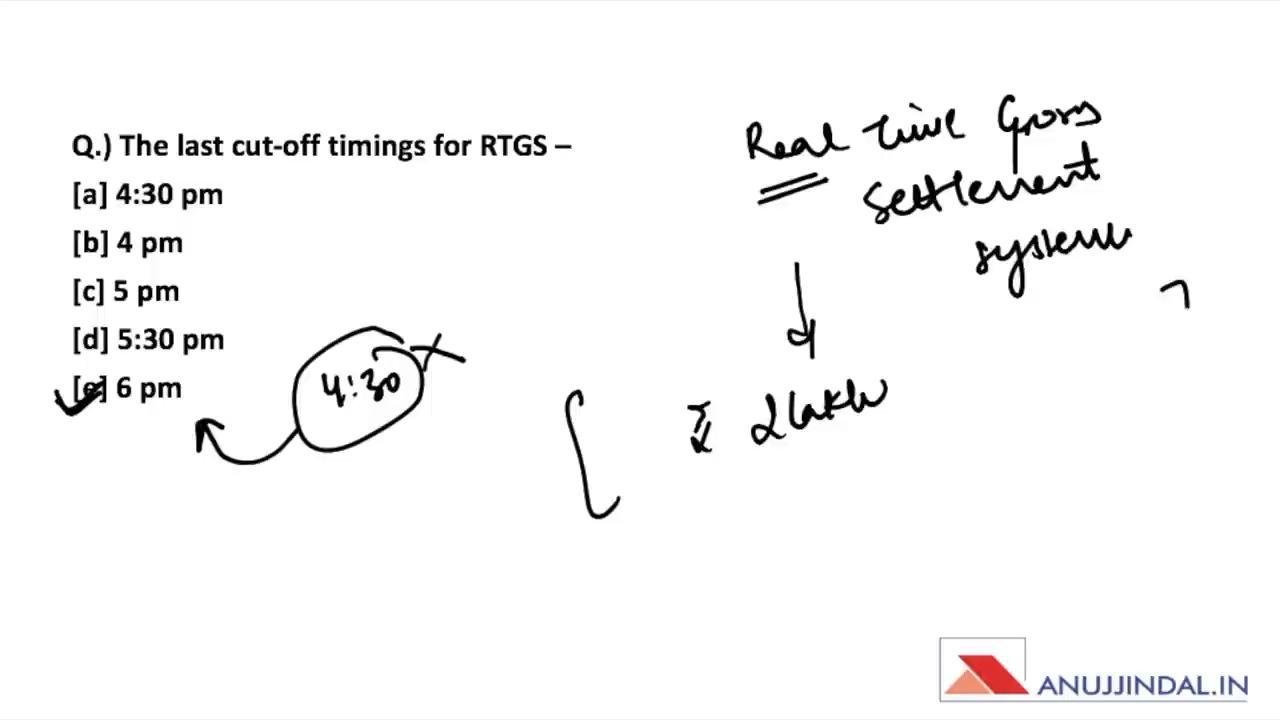 Q.) The last cut-off timings for RTGS –
[a] 4:30 pm
[b] 4 pm
[c] 5 pm
[d] 5:30 pm
[e] 6 pm
4:30
Real time Gross
Settlement
system
₹ 2 lakh
ANUJJINDAL.IN